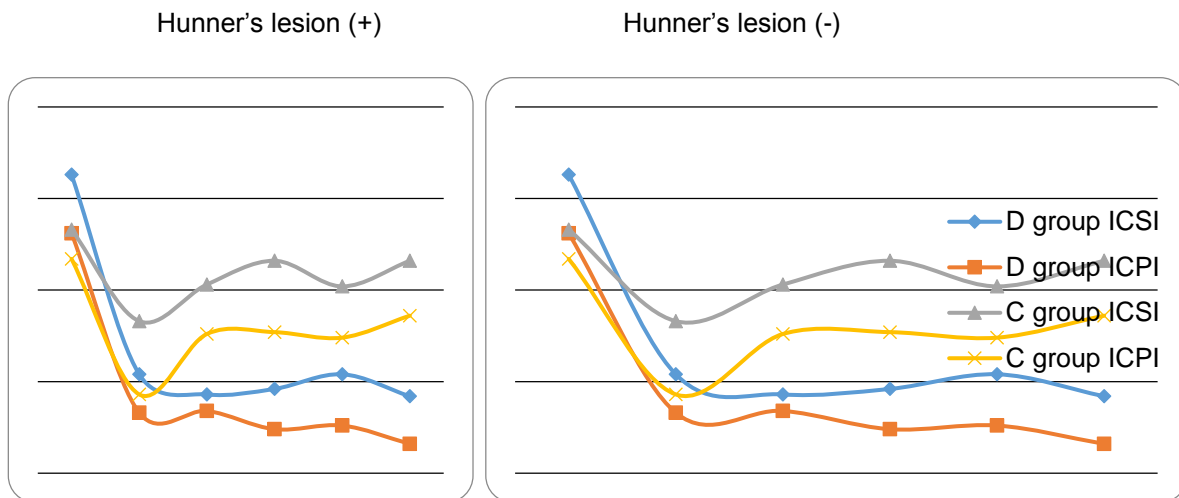 Hunner’s lesion (+)
Hunner’s lesion (-)
D group ICSI
D group ICPI
C group ICSI
C group ICPI